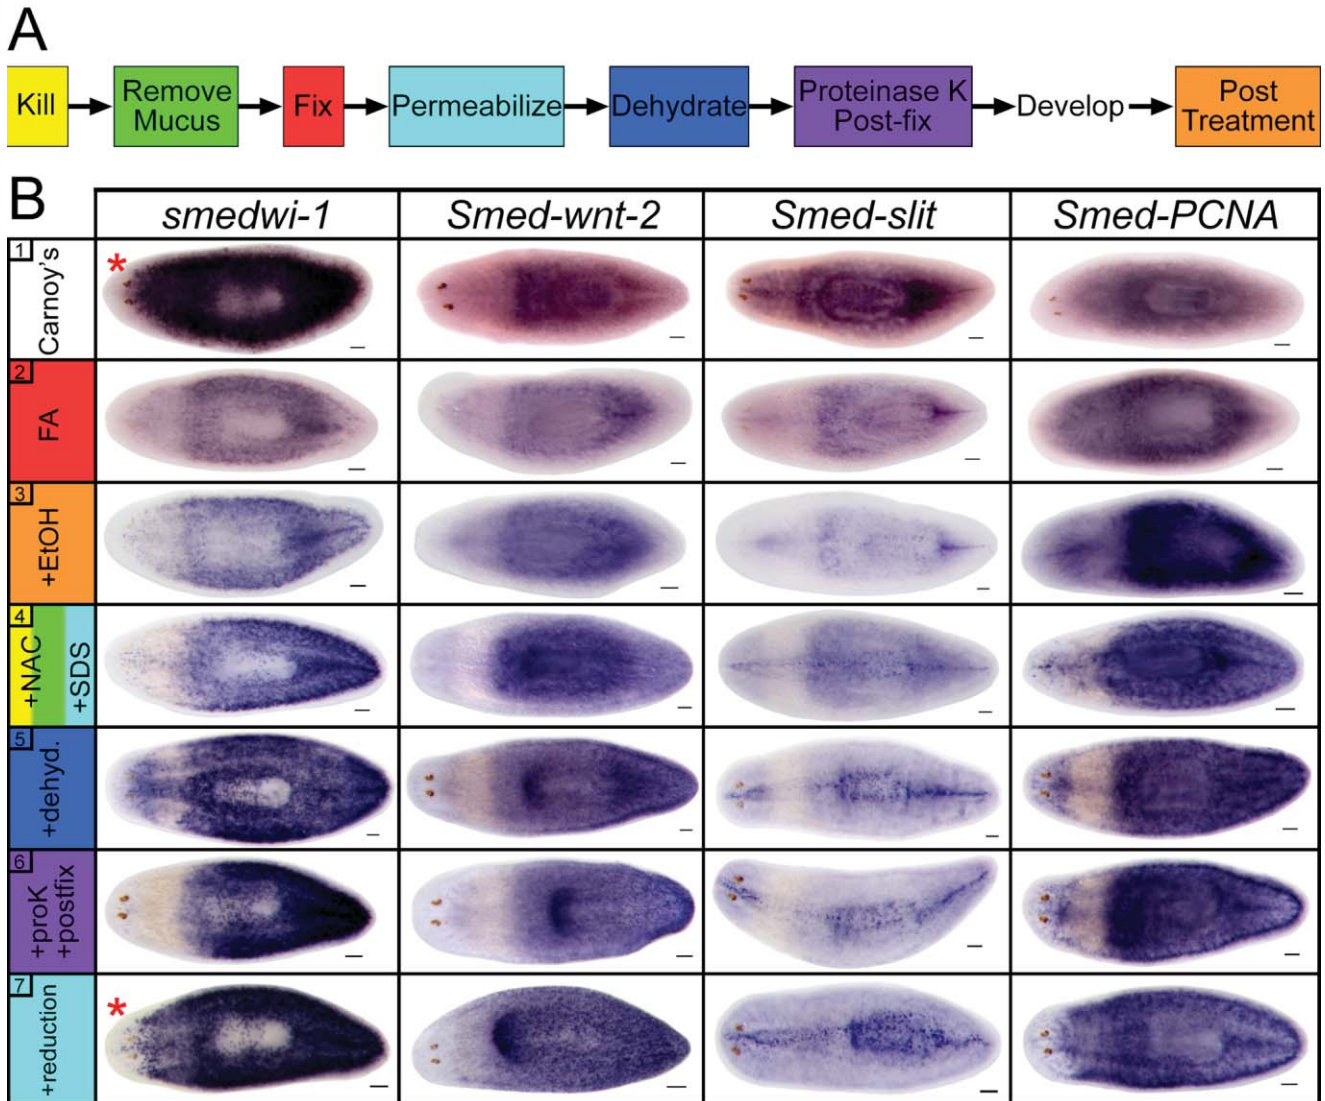 A
Kill
Remove
Mucus
Fix
Permeabilize
Dehydrate
Proteinase K
Post-fix
Develop
Post
Treatment
B
smedwi-1
Smed-wnt-2
Smed-slit
Smed-PCNA
1
Carnoy's
*
2
FA
3
+EtOH
4
+NAC
+SDS
5
+dehyd.
6
+proK
+postfix
7
+reduction
*